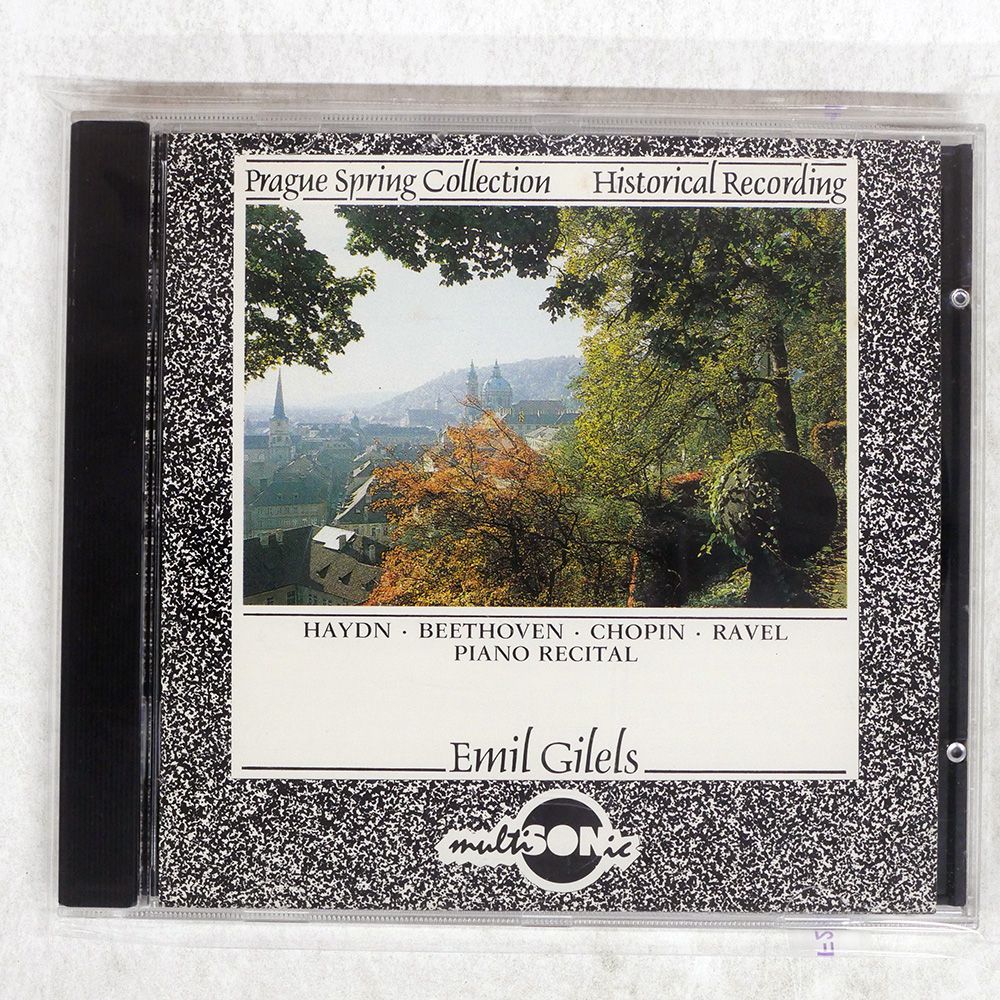 Prague Spring Collection Historical Recording
HAYDN · BEETHOVEN · CHOPIN · RAVEL
PIANO RECITAL
Emil Gilels
multiSONic